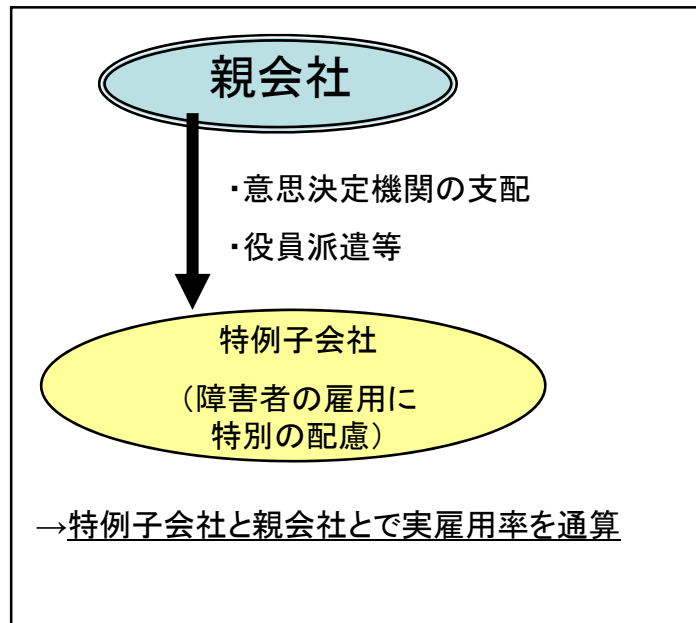 親会社
・意思決定機関の支配
・役員派遣等
特例子会社
（障害者の雇用に
特別の配慮）
→特例子会社と親会社とで実雇用率を通算